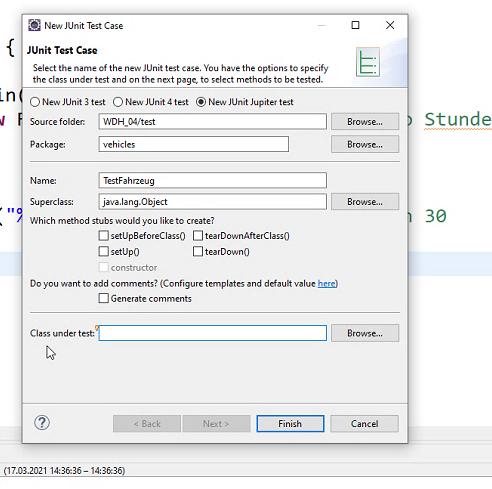 New JUnit Test Case
JUnit Test Case
Select the name of the new JUnit test case. You have the options to specify
the class under test and on the next page, to select methods to be tested.
New JUnit 3 test New JUnit 4 test New JUnit Jupiter test
Source folder: WDH_04/test Browse...
Package: vehicles Browse...
Name: TestFahrzeug
Superclass: java.lang.Object Browse...
Which method stubs would you like to create?
setUpBeforeClass() tearDownAfterClass()
setUp() tearDown()
constructor
Do you want to add comments? (Configure templates and default value here)
Generate comments
Class under test: Browse...
? < Back Next > Finish Cancel
{
in(
w F
Stunde
("%
30
(17.03.2021 14:36:36 – 14:36:36)